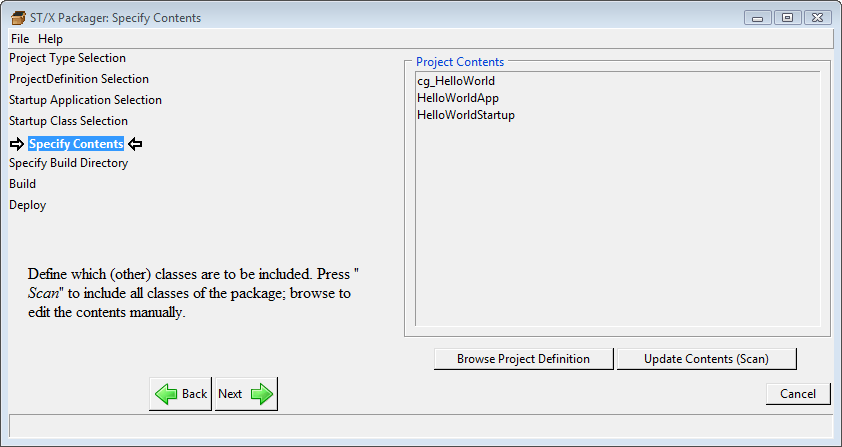 ST/X Packager: Specify Contents
File Help
Project Type Selection
ProjectDefinition Selection
Startup Application Selection
Startup Class Selection
Specify Contents
Specify Build Directory
Build
Deploy
Define which (other) classes are to be included. Press "
Scan" to include all classes of the package; browse to
edit the contents manually.
Project Contents
cg_HelloWorld
HelloWorldApp
HelloWorldStartup
Browse Project Definition
Update Contents (Scan)
Back
Next
Cancel